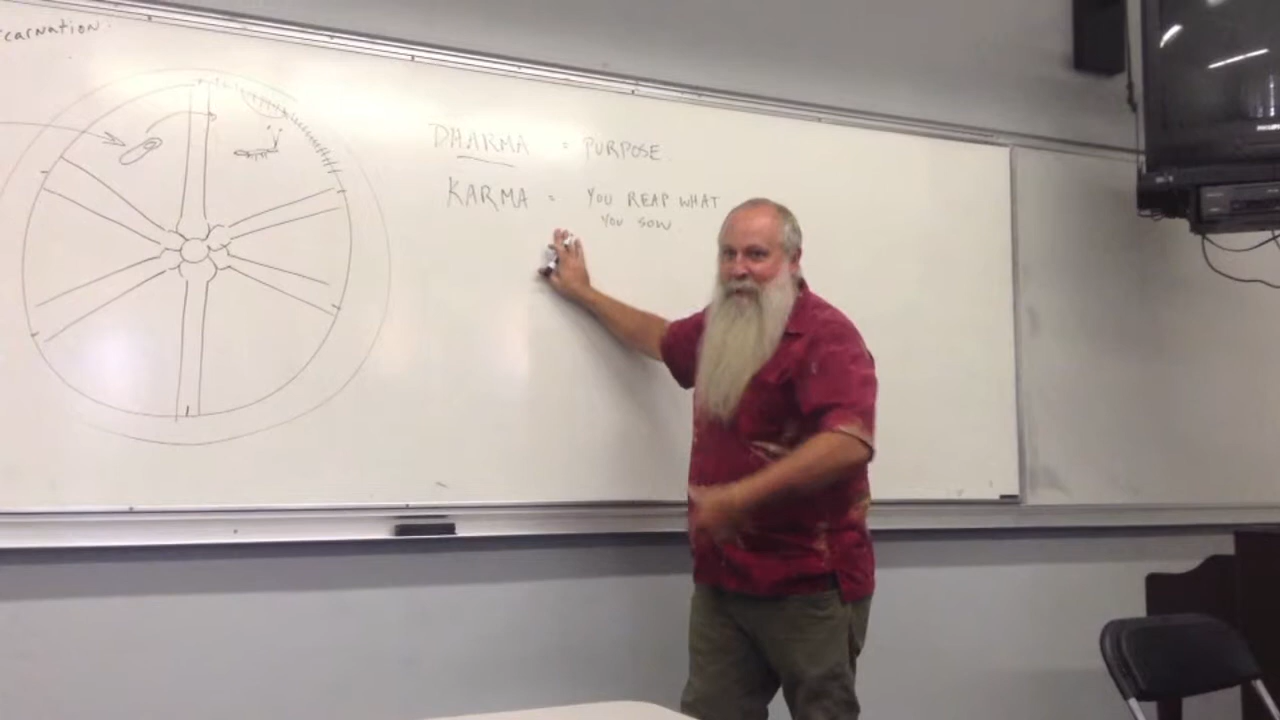 carnation.
DHARMA = PURPOSE.
KARMA = YOU REAP WHAT
YOU SOW.